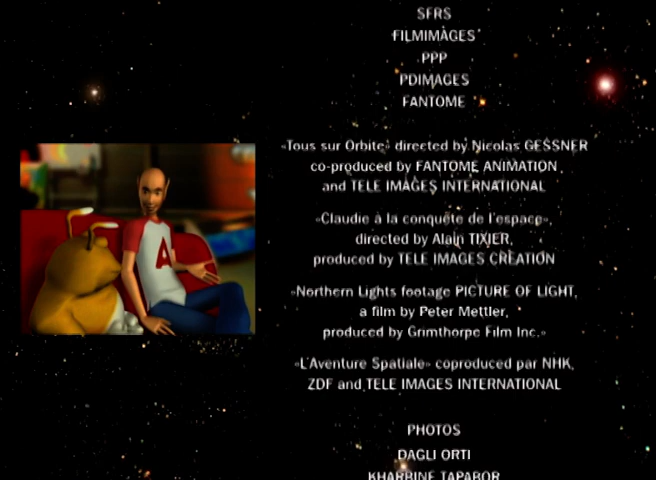 SFRS
FILMIMAGES
PPP
PDIMAGES
FANTOME
«Tous sur Orbite» directed by Nicolas GESSNER
co-produced by FANTOME ANIMATION
and TELE IMAGES INTERNATIONAL
«Claudie à la conquête de l'espace»,
directed by Alain TIXIER,
produced by TELE IMAGES CREATION
«Northern Lights footage PICTURE OF LIGHT,
a film by Peter Mettler,
produced by Grimthorpe Film Inc.»
«L'Aventure Spatiale» coproduced par NHK,
ZDF and TELE IMAGES INTERNATIONAL
PHOTOS
DAGLI ORTI
KHARBINE TAPABOR
A